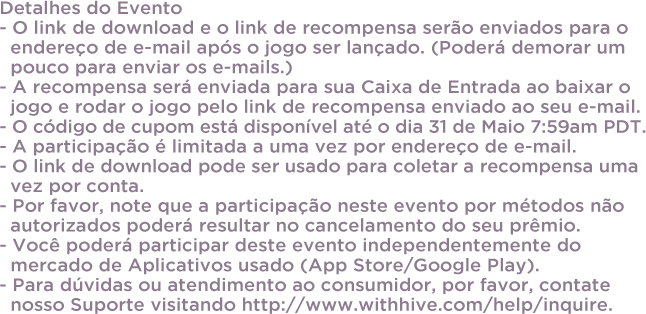 Detalhes do Evento
- O link de download e o link de recompensa serão enviados para o
endereço de e-mail após o jogo ser lançado. (Poderá demorar um
pouco para enviar os e-mails.)
- A recompensa será enviada para sua Caixa de Entrada ao baixar o
jogo e rodar o jogo pelo link de recompensa enviado ao seu e-mail.
- O código de cupom está disponível até o dia 31 de Maio 7:59am PDT.
- A participação é limitada a uma vez por endereço de e-mail.
- O link de download pode ser usado para coletar a recompensa uma
vez por conta.
- Por favor, note que a participação neste evento por métodos não
autorizados poderá resultar no cancelamento do seu prêmio.
- Você poderá participar deste evento independentemente do
mercado de Aplicativos usado (App Store/Google Play).
- Para dúvidas ou atendimento ao consumidor, por favor, contate
nosso Suporte visitando http://www.withhive.com/help/inquire.